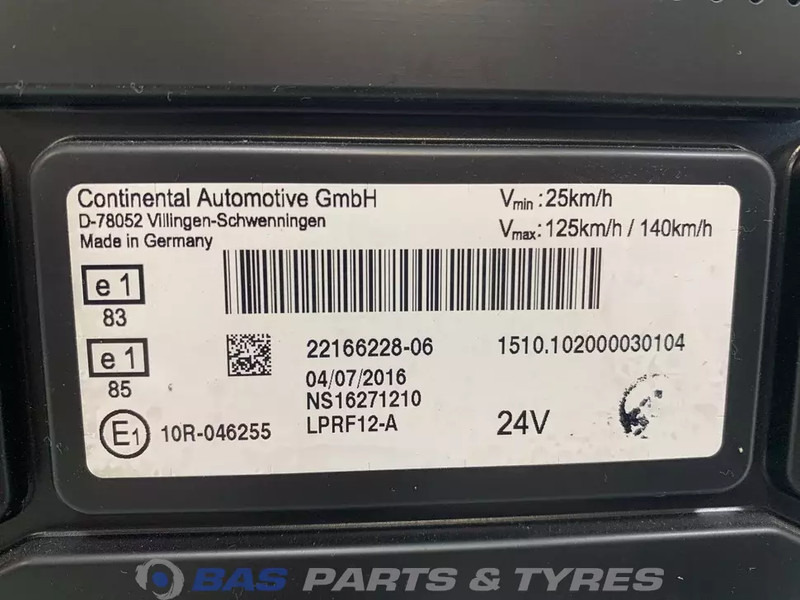 Continental Automotive GmbH
D-78052 Villingen-Schwenningen
Made in Germany
Vmin : 25km/h
Vmax: 125km/h / 140km/h
e 1
83
e 1
85
E1 10R-046255
22166228-06
04/07/2016
NS16271210
LPRF12-A
1510.102000030104
24V
BAS PARTS & TYRES